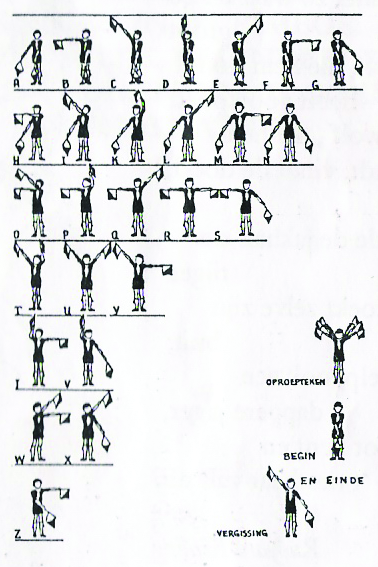 A B C D E F G
H I K L M N
O P Q R S
T U Y
J V
OPROEPTEKEN
W X
BEGIN
EN EINDE
Z
VERGISSING